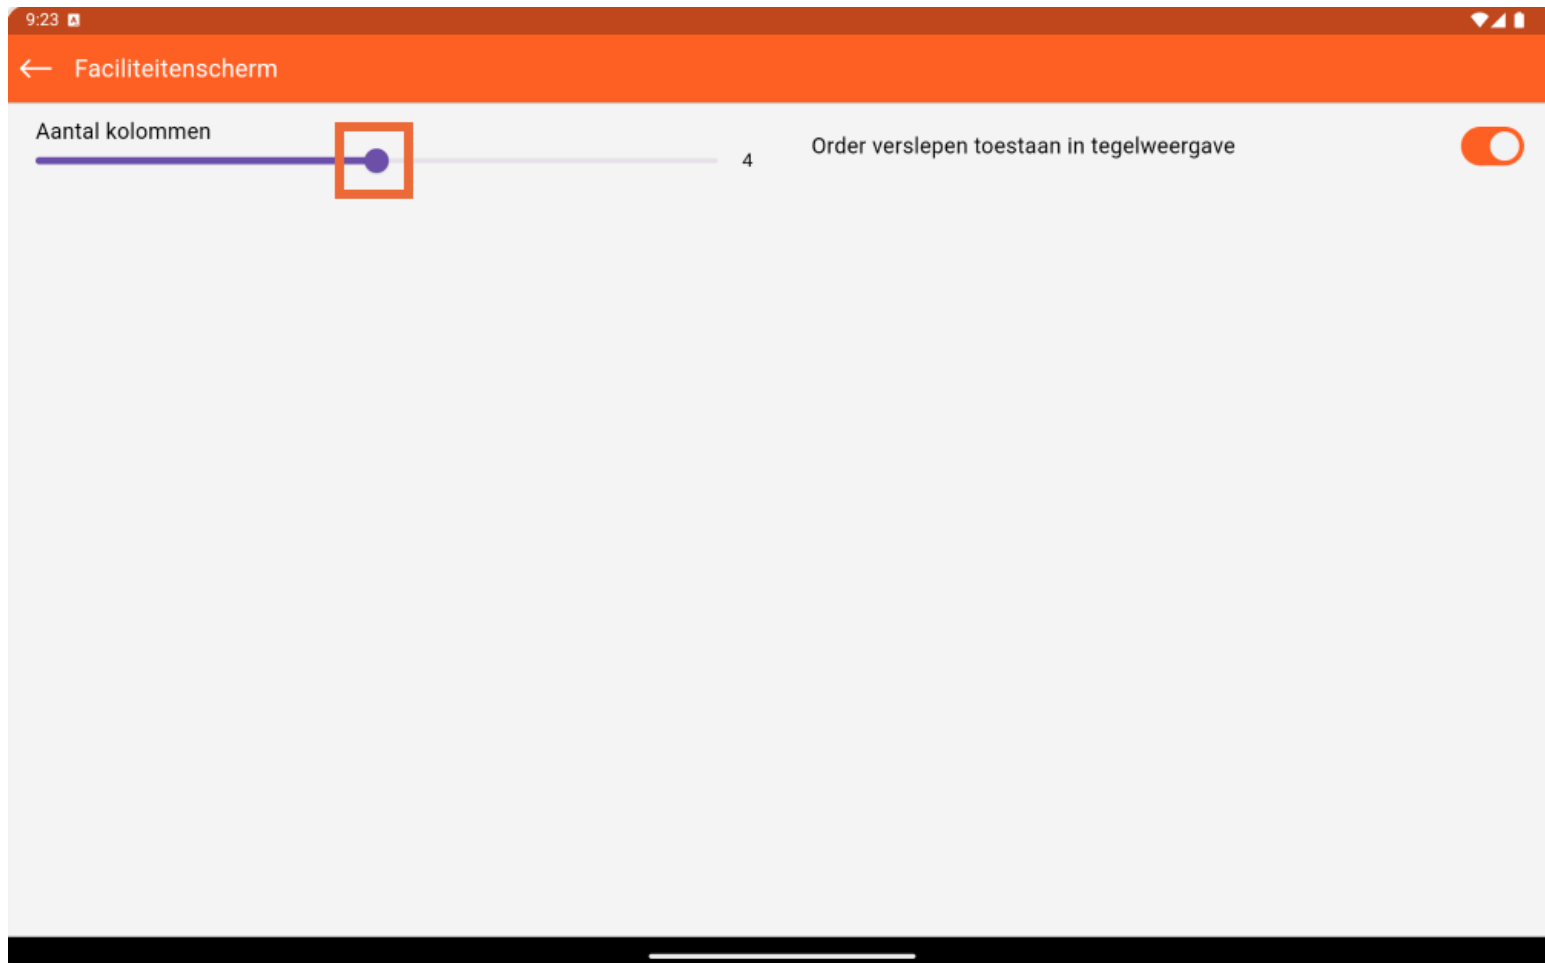 9:23
Faciliteitenscherm
Aantal kolommen
4
Order verslepen toestaan in tegelweergave